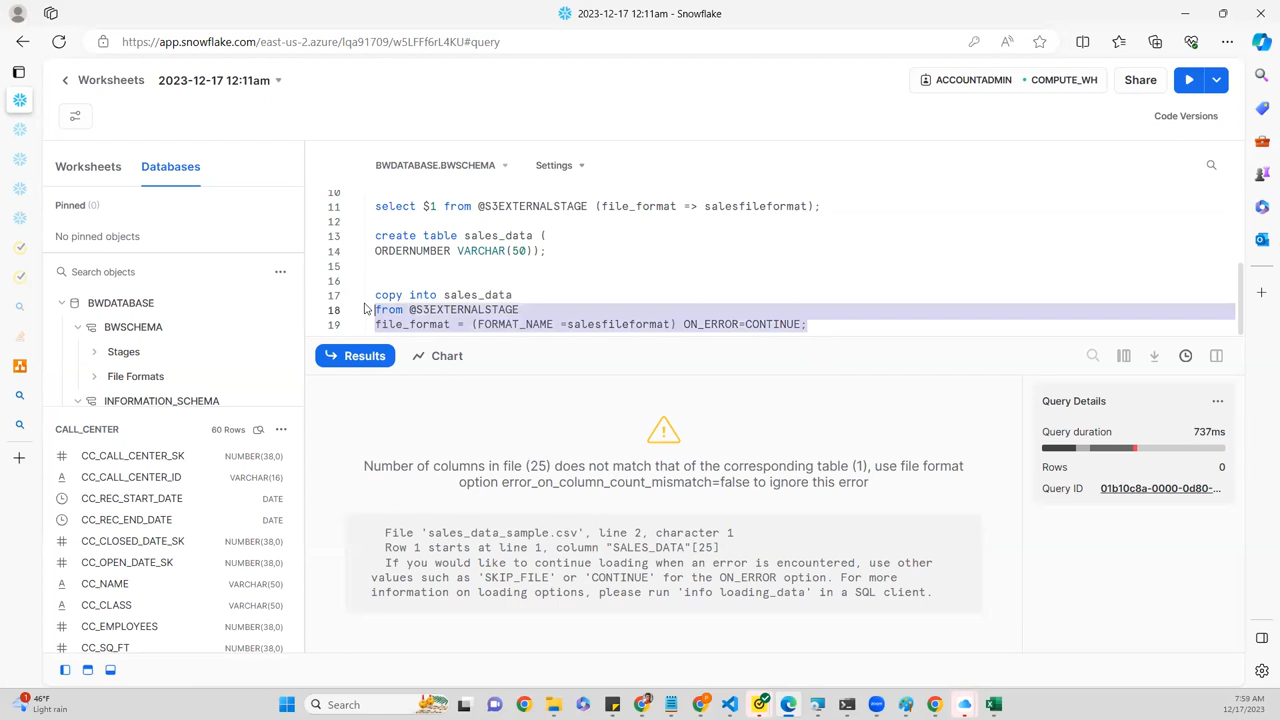 2023-12-17 12:11am - Snowflake
https://app.snowflake.com/east-us-2.azure/lqa91709/w5LFFf6rL4KU#query
Worksheets
2023-12-17 12:11am
ACCOUNTADMIN
COMPUTE_WH
Share
Code Versions
Worksheets
Databases
BWDATABASE.BWSCHEMA
Settings
Pinned (0)
No pinned objects
Search objects
BWDATABASE
BWSCHEMA
Stages
File Formats
INFORMATION_SCHEMA
CALL_CENTER
60 Rows
CC_CALL_CENTER_SK NUMBER(38,0)
CC_CALL_CENTER_ID VARCHAR(16)
CC_REC_START_DATE DATE
CC_REC_END_DATE DATE
CC_CLOSED_DATE_SK NUMBER(38,0)
CC_OPEN_DATE_SK NUMBER(38,0)
CC_NAME VARCHAR(50)
CC_CLASS VARCHAR(50)
CC_EMPLOYEES NUMBER(38,0)
CC_SQ_FT NUMBER(38,0)
10
11 select $1 from @S3EXTERNALSTAGE (file_format => salesfileformat);
12
13 create table sales_data (
14 ORDERNUMBER VARCHAR(50));
15
16
17 copy into sales_data
18 from @S3EXTERNALSTAGE
19 file_format = (FORMAT_NAME =salesfileformat) ON_ERROR=CONTINUE;
Results
Chart
Number of columns in file (25) does not match that of the corresponding table (1), use file format
option error_on_column_count_mismatch=false to ignore this error
File 'sales_data_sample.csv', line 2, character 1
Row 1 starts at line 1, column "SALES_DATA"[25]
If you would like to continue loading when an error is encountered, use other
values such as 'SKIP_FILE' or 'CONTINUE' for the ON_ERROR option. For more
information on loading options, please run 'info loading_data' in a SQL client.
Query Details
Query duration 737ms
Rows 0
Query ID 01b10c8a-0000-0d80-...
1
46°F
Light rain
Search
7:59 AM
12/17/2023